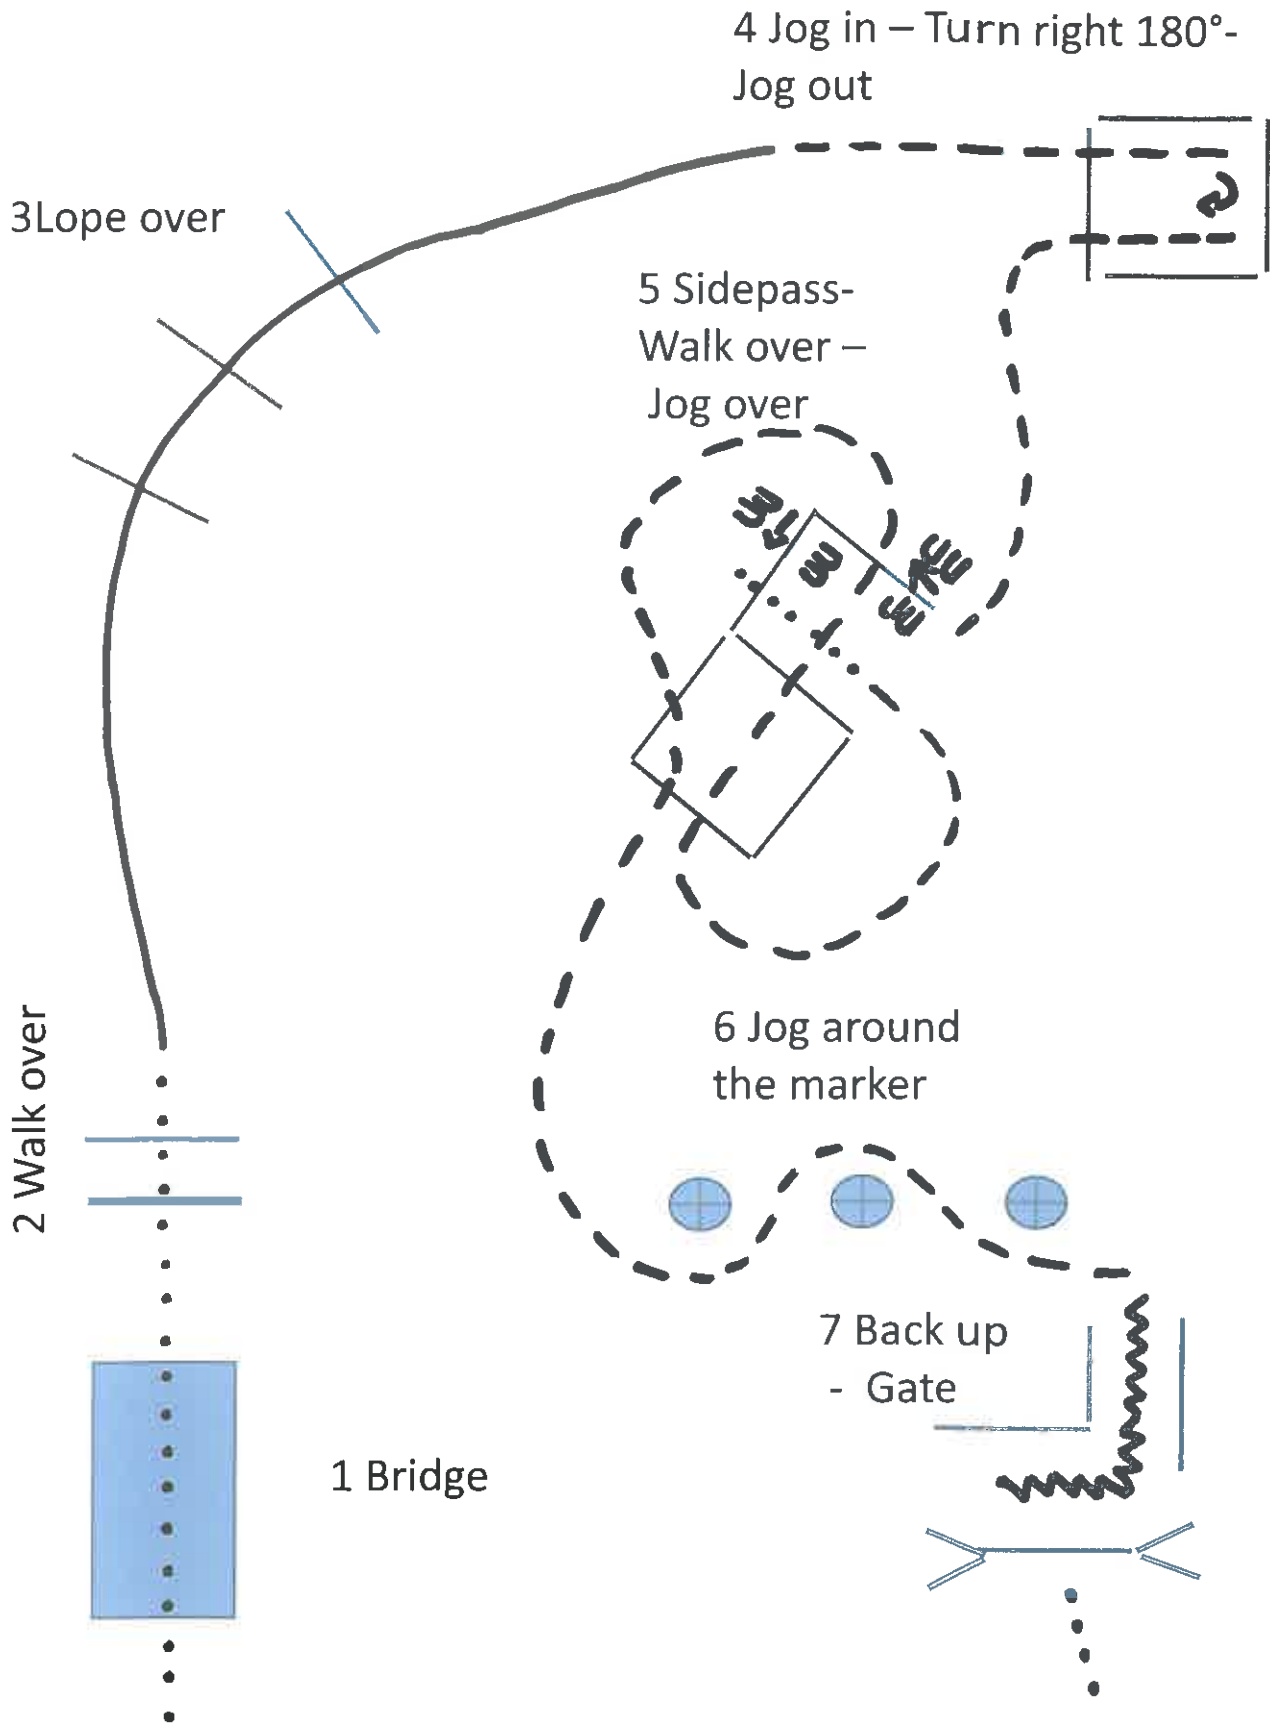 4 Jog in – Turn right 180°-
Jog out
3Lope over
5 Sidepass-
Walk over –
Jog over
2 Walk over
6 Jog around
the marker
7 Back up
- Gate
1 Bridge